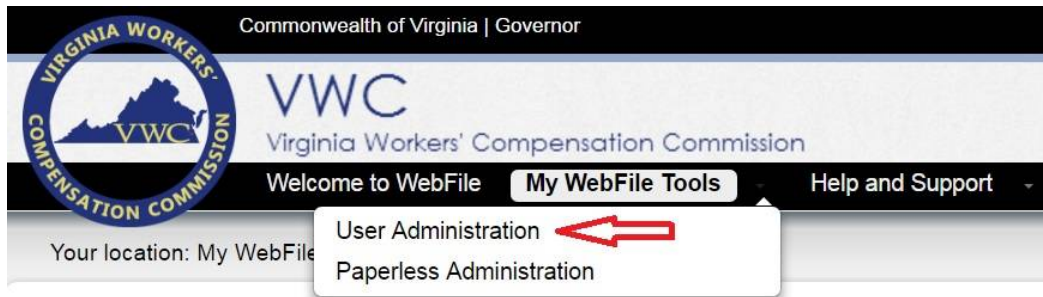 Commonwealth of Virginia | Governor
VIRGINIA WORKERS' COMPENSATION COMMISSION
VWC
VWC
Virginia Workers' Compensation Commission
Welcome to WebFile My WebFile Tools Help and Support
User Administration
Your location: My WebFile
Paperless Administration